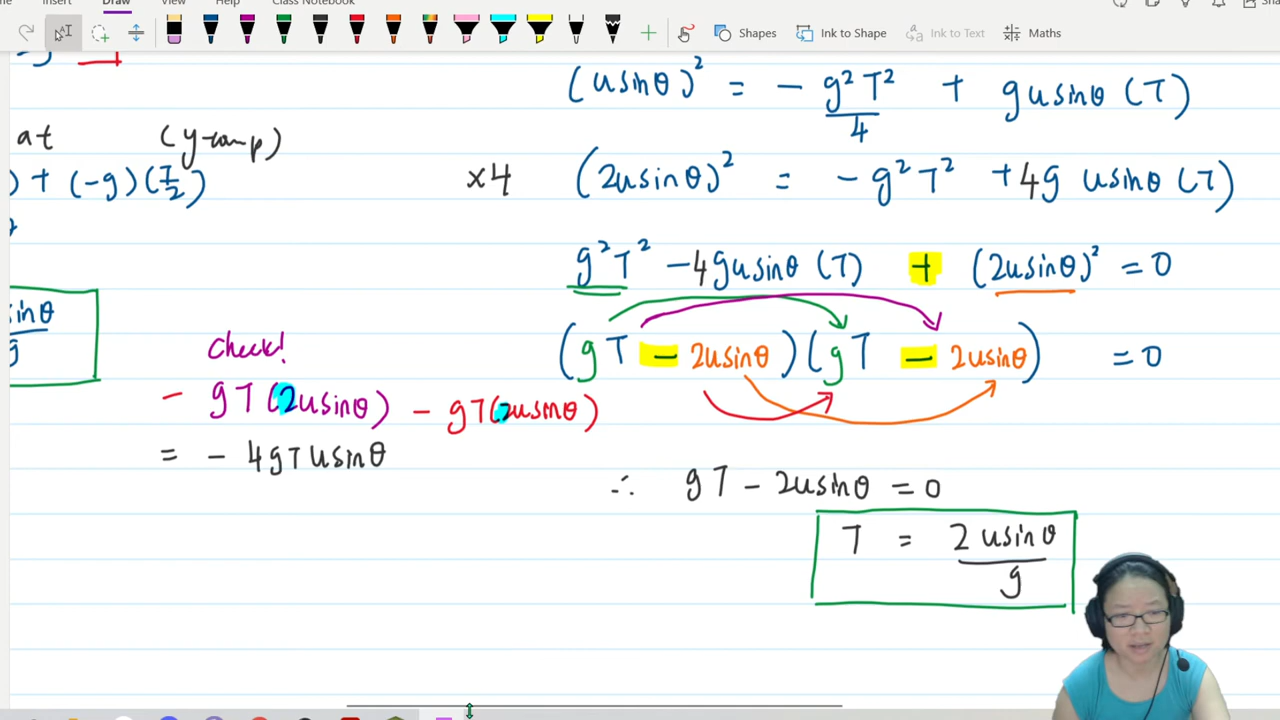 Insert Draw View Help Class Notebook
Shapes Ink to Shape Ink to Text Maths
(usinθ)² = - g²T²/4 + gusinθ (T)
at (y-comp)
) + (-g)(T/2)
x4 (2usinθ)² = - g²T² + 4g usinθ (T)
g²T² - 4gusinθ (T) + (2usinθ)² = 0
sinθ
g
(gT - 2usinθ)(gT - 2usinθ) = 0
Check!
- gT(2usinθ) - gT(2usinθ)
= - 4gTusinθ
∴ gT - 2usinθ = 0
T = 2usinθ/g